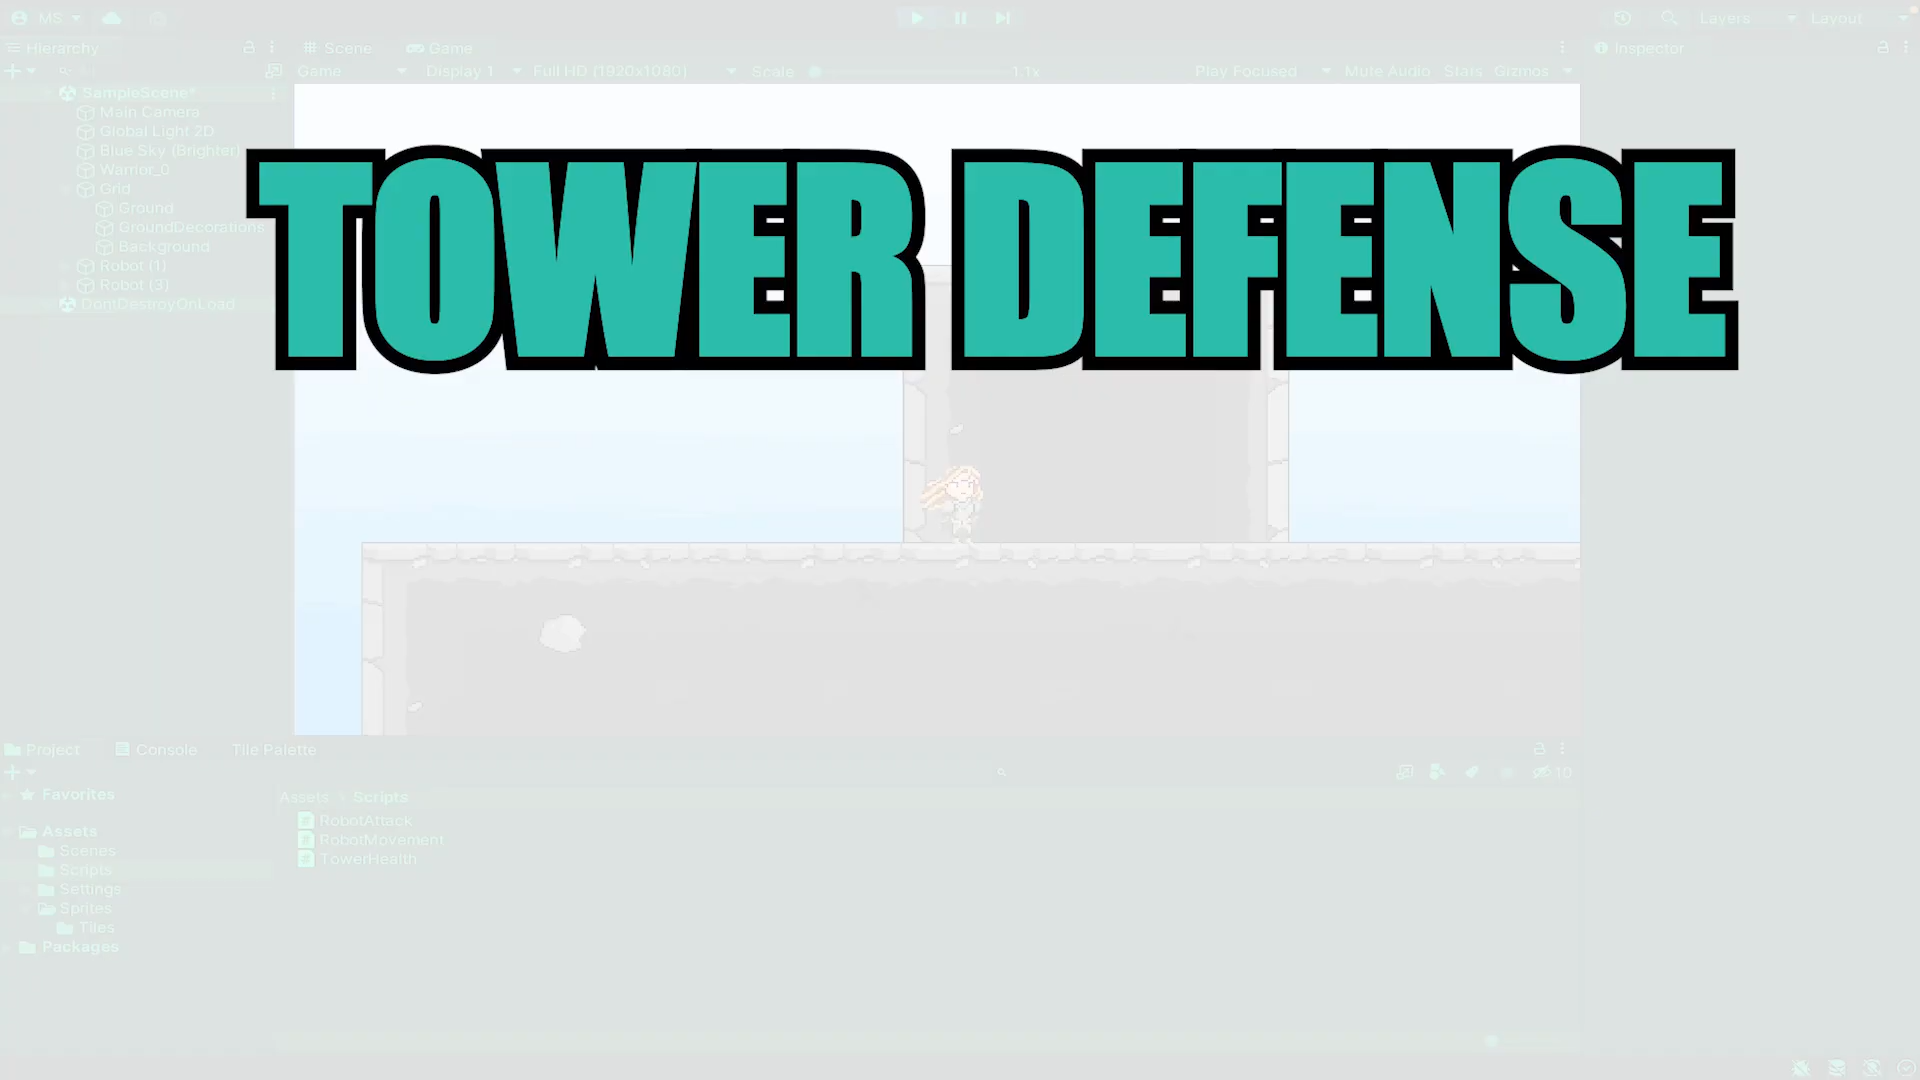 MS
Layers
Layout
Hierarchy
Scene
Game
Inspector
Game
Display 1
Full HD (1920x1080)
Scale
1.1x
Play Focused
Mute Audio
Stats
Gizmos
SampleScene*
Main Camera
Global Light 2D
Blue Sky (Brighter)
Warrior_0
Grid
Ground
GroundDecorations
Background
Robot (1)
Robot (3)
DontDestroyOnLoad
TOWER DEFENSE
Project
Console
Tile Palette
10
Favorites
Assets
Scenes
Scripts
Settings
Sprites
Tiles
Packages
Assets > Scripts
RobotAttack
RobotMovement
TowerHealth